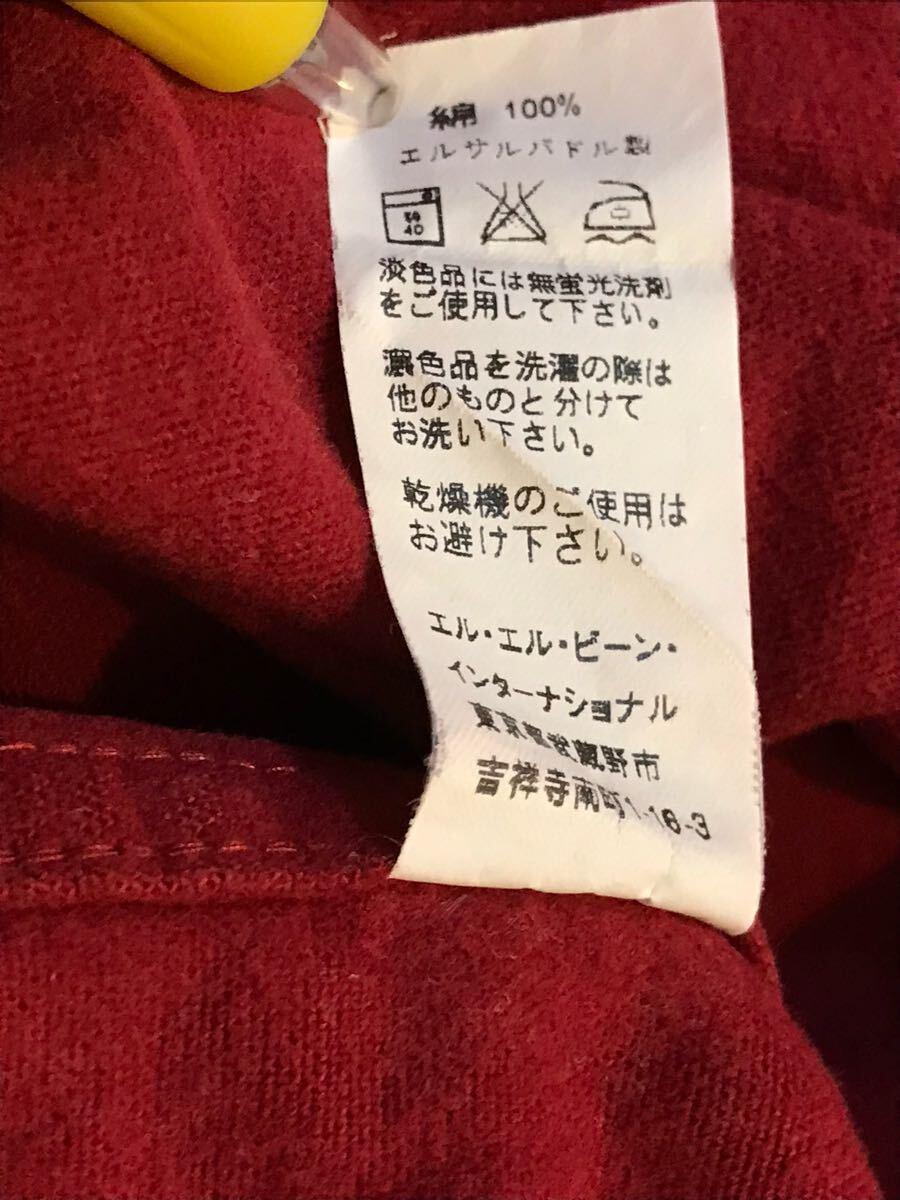 綿 100%
エルサルバドル製
40
淡色品には無蛍光洗剤
をご使用して下さい。
濃色品を洗濯の際は
他のものと分けて
お洗い下さい。
乾燥機のご使用は
お避け下さい。
エル・エル・ビーン・
インターナショナル
東京都武蔵野市
吉祥寺南町1-16-3